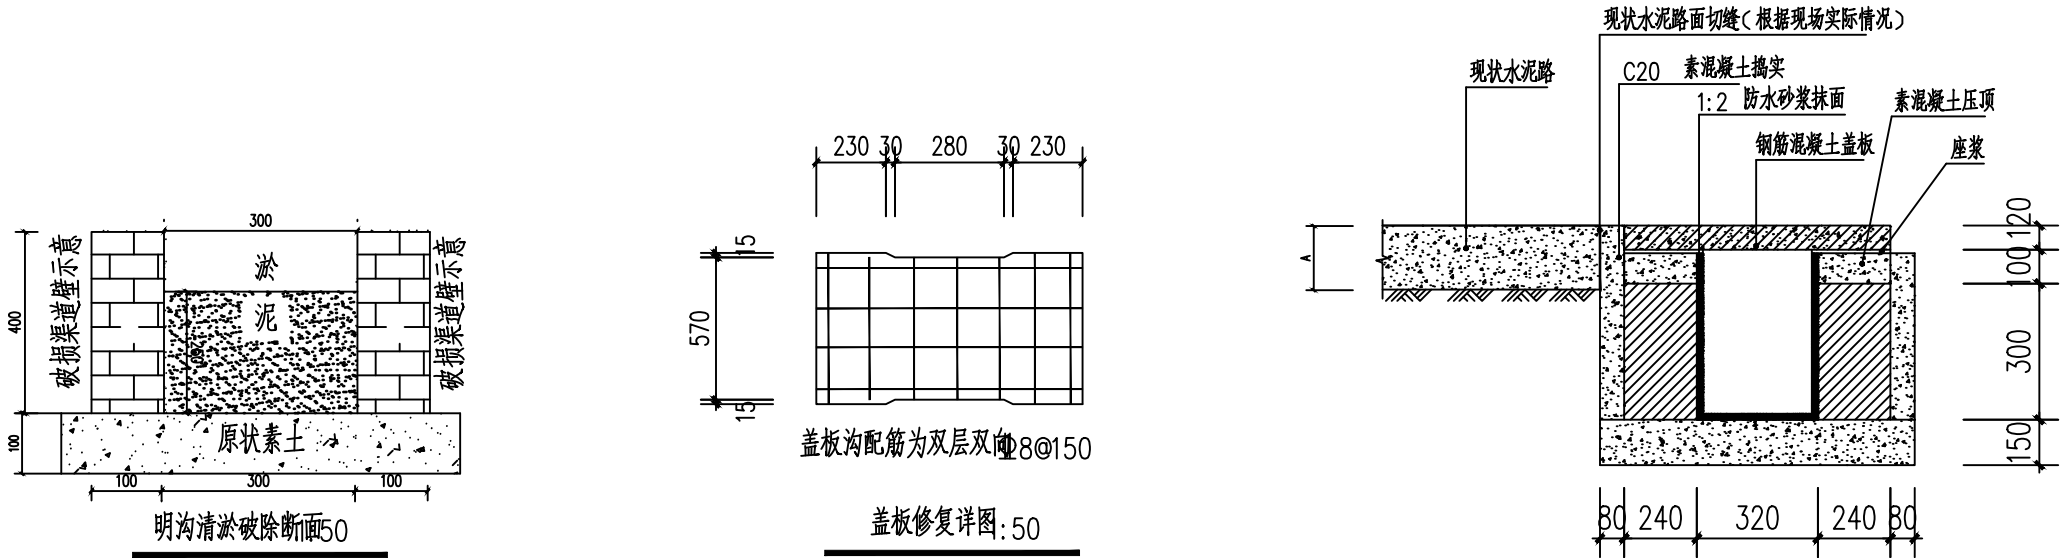 300
淤
泥
破损渠道壁示意
破损渠道壁示意
400
100
原状素土
100
300
100
明沟清淤破除断面
:50
230
30
280
30
230
15
570
15
盖板沟配筋为双层双向
8@150
盖板修复详图
:50
现状水泥路面切缝(根据现场实际情况)
现状水泥路
C20 素混凝土捣实
1:2 防水砂浆抹面
素混凝土压顶
钢筋混凝土盖板
座浆
A
120
100
300
150
80
240
320
240
80